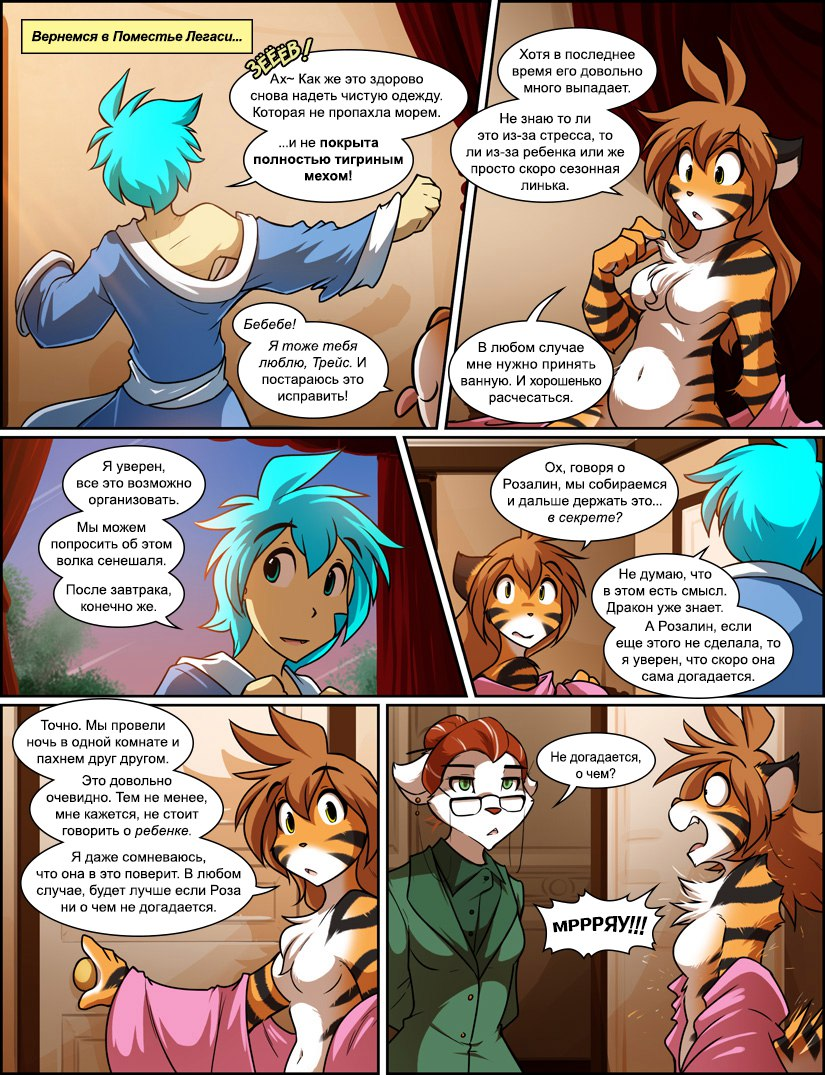 Вернемся в Поместье Легаси...
ЗЁЁЁВ!
Ах~ Как же это здорово
снова надеть чистую одежду.
Которая не пропахла морем.
...и не покрыта
полностью тигриным
мехом!
Бебебе!
Я тоже тебя
люблю, Трейс. И
постараюсь это
исправить!
Хотя в последнее
время его довольно
много выпадает.
Не знаю то ли
это из-за стресса, то
ли из-за ребенка или же
просто скоро сезонная
линька.
В любом случае
мне нужно принять
ванную. И хорошенько
расчесаться.
Я уверен,
все это возможно
организовать.
Мы можем
попросить об этом
волка сенешаля.
После завтрака,
конечно же.
Ох, говоря о
Розалин, мы собираемся
и дальше держать это...
в секрете?
Не думаю, что
в этом есть смысл.
Дракон уже знает.
А Розалин, если
еще этого не сделала, то
я уверен, что скоро она
сама догадается.
Точно. Мы провели
ночь в одной комнате и
пахнем друг другом.
Это довольно
очевидно. Тем не менее,
мне кажется, не стоит
говорить о ребенке.
Я даже сомневаюсь,
что она в это поверит. В любом
случае, будет лучше если Роза
ни о чем не догадается.
Не догадается,
о чем?
МРРРЯУ!!!